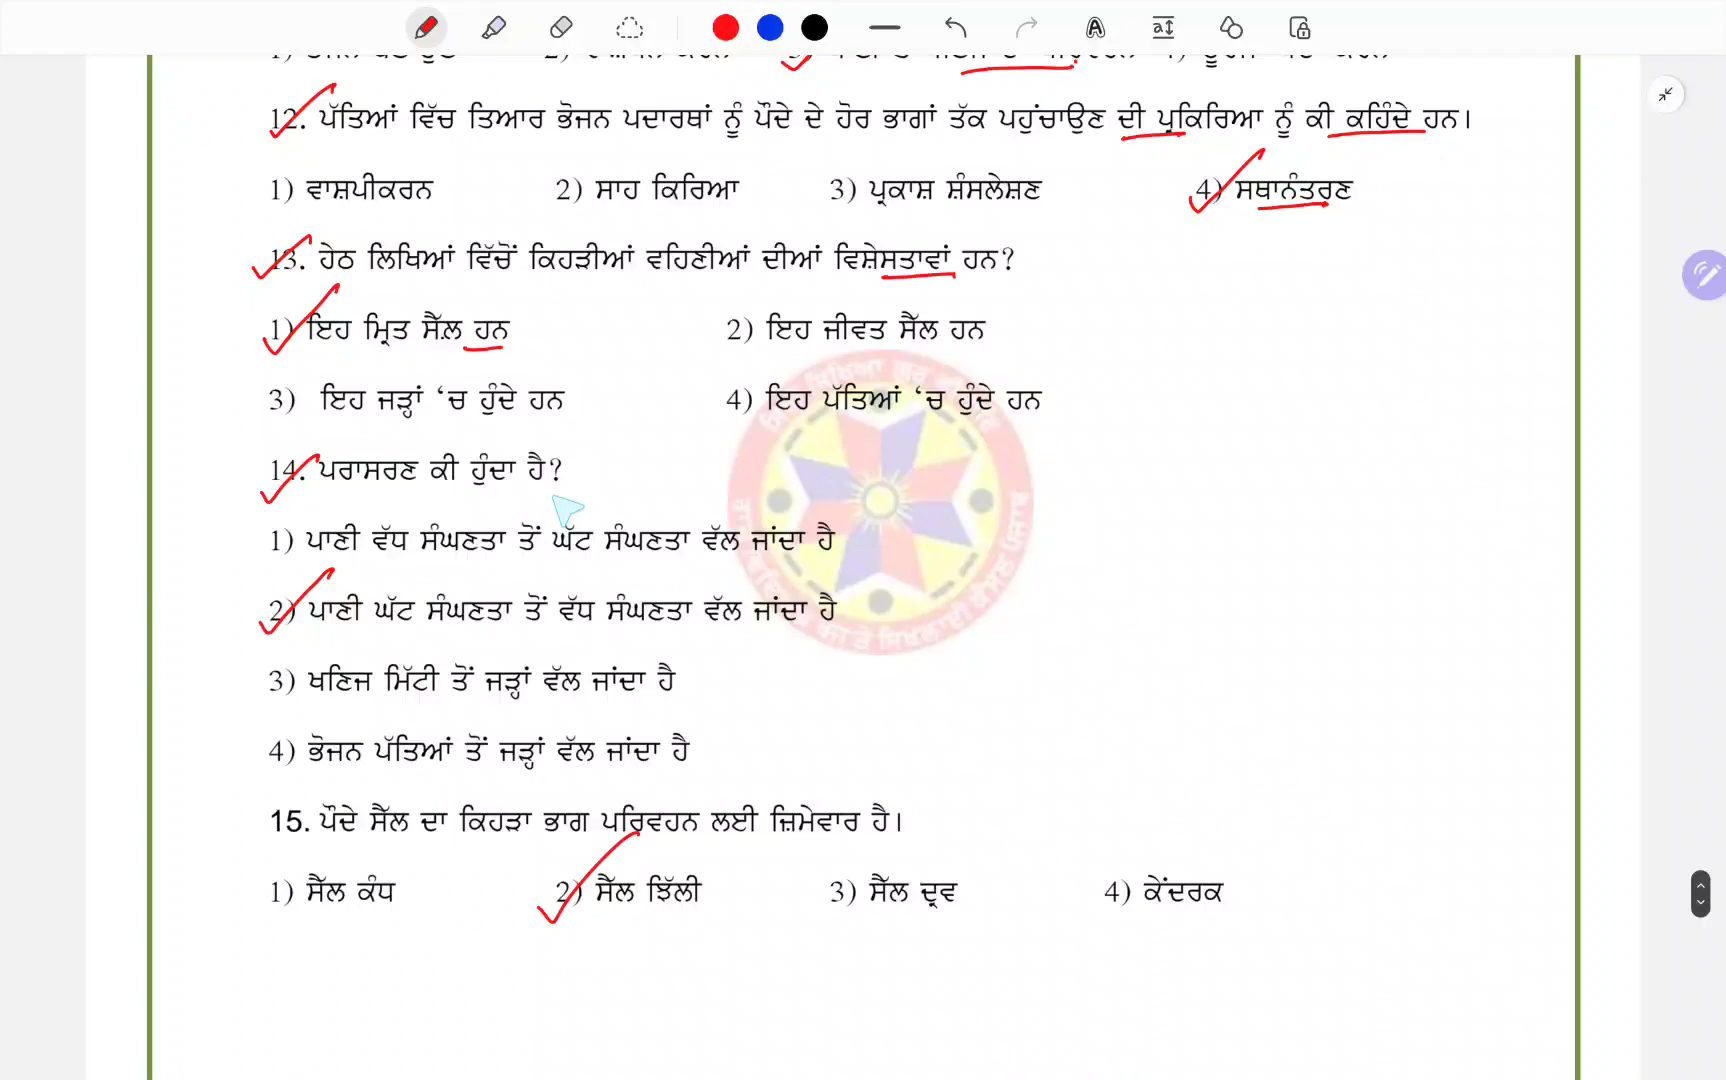 12. ਪੱਤਿਆਂ ਵਿੱਚ ਤਿਆਰ ਭੋਜਨ ਪਦਾਰਥਾਂ ਨੂੰ ਪੌਦੇ ਦੇ ਹੋਰ ਭਾਗਾਂ ਤੱਕ ਪਹੁਂਚਾਉਣ ਦੀ ਪ੍ਰਕਿਰਿਆ ਨੂੰ ਕੀ ਕਹਿੰਦੇ ਹਨ।
1) ਵਾਸ਼ਪੀਕਰਨ 2) ਸਾਹ ਕਿਰਿਆ 3) ਪ੍ਰਕਾਸ਼ ਸ਼ੰਸਲੇਸ਼ਣ 4) ਸਥਾਨੰਤਰਣ
13. ਹੇਠ ਲਿਖਿਆਂ ਵਿੱਚੋਂ ਕਿਹੜੀਆਂ ਵਹਿਣੀਆਂ ਦੀਆਂ ਵਿਸ਼ੇਸਤਾਵਾਂ ਹਨ?
1) ਇਹ ਮ੍ਰਿਤ ਸੈੱਲ ਹਨ 2) ਇਹ ਜੀਵਤ ਸੈੱਲ ਹਨ
3) ਇਹ ਜੜ੍ਹਾਂ ‘ਚ ਹੁੰਦੇ ਹਨ 4) ਇਹ ਪੱਤਿਆਂ ‘ਚ ਹੁੰਦੇ ਹਨ
14. ਪਰਾਸਰਣ ਕੀ ਹੁੰਦਾ ਹੈ?
1) ਪਾਣੀ ਵੱਧ ਸੰਘਣਤਾ ਤੋਂ ਘੱਟ ਸੰਘਣਤਾ ਵੱਲ ਜਾਂਦਾ ਹੈ
2) ਪਾਣੀ ਘੱਟ ਸੰਘਣਤਾ ਤੋਂ ਵੱਧ ਸੰਘਣਤਾ ਵੱਲ ਜਾਂਦਾ ਹੈ
3) ਖਣਿਜ ਮਿੱਟੀ ਤੋਂ ਜੜ੍ਹਾਂ ਵੱਲ ਜਾਂਦਾ ਹੈ
4) ਭੋਜਨ ਪੱਤਿਆਂ ਤੋਂ ਜੜ੍ਹਾਂ ਵੱਲ ਜਾਂਦਾ ਹੈ
15. ਪੌਦੇ ਸੈੱਲ ਦਾ ਕਿਹੜਾ ਭਾਗ ਪਰਿਵਹਨ ਲਈ ਜ਼ਿਮੇਵਾਰ ਹੈ।
1) ਸੈੱਲ ਕੰਧ 2) ਸੈੱਲ ਝਿੱਲੀ 3) ਸੈੱਲ ਦ੍ਰਵ 4) ਕੇਂਦਰਕ